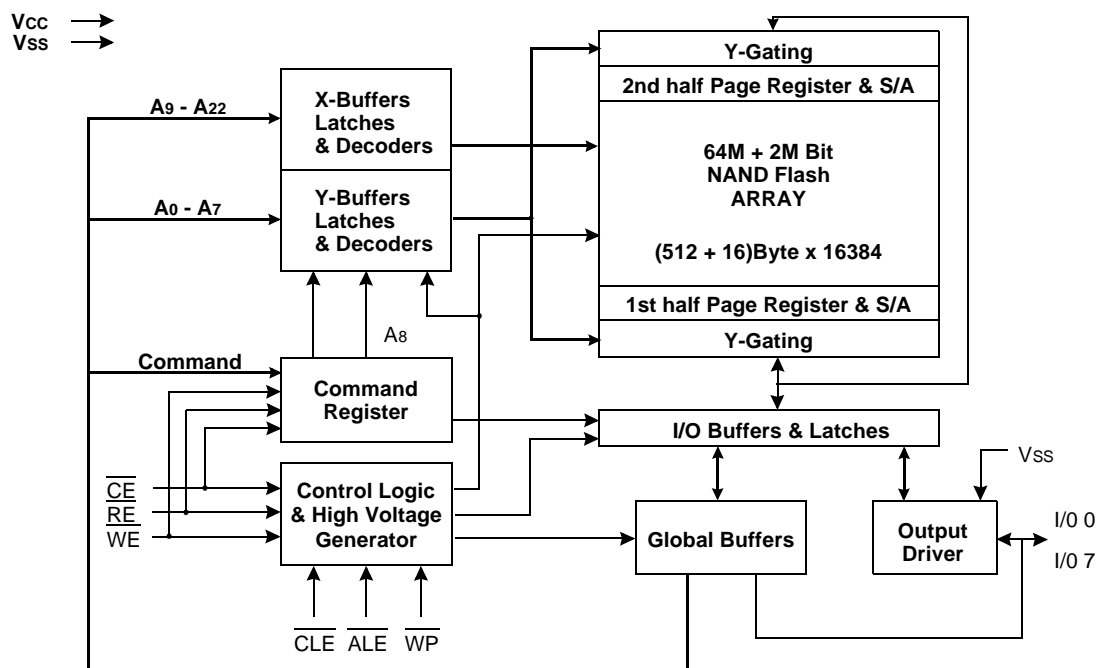 VCC
VSS
A9 - A22
X-Buffers
Latches
& Decoders
A0 - A7
Y-Buffers
Latches
& Decoders
Y-Gating
2nd half Page Register & S/A
64M + 2M Bit
NAND Flash
ARRAY
(512 + 16)Byte x 16384
1st half Page Register & S/A
Y-Gating
A8
Command
Command
Register
I/O Buffers & Latches
VSS
CE
RE
WE
Control Logic
& High Voltage
Generator
Global Buffers
Output
Driver
I/0 0
I/0 7
CLE
ALE
WP